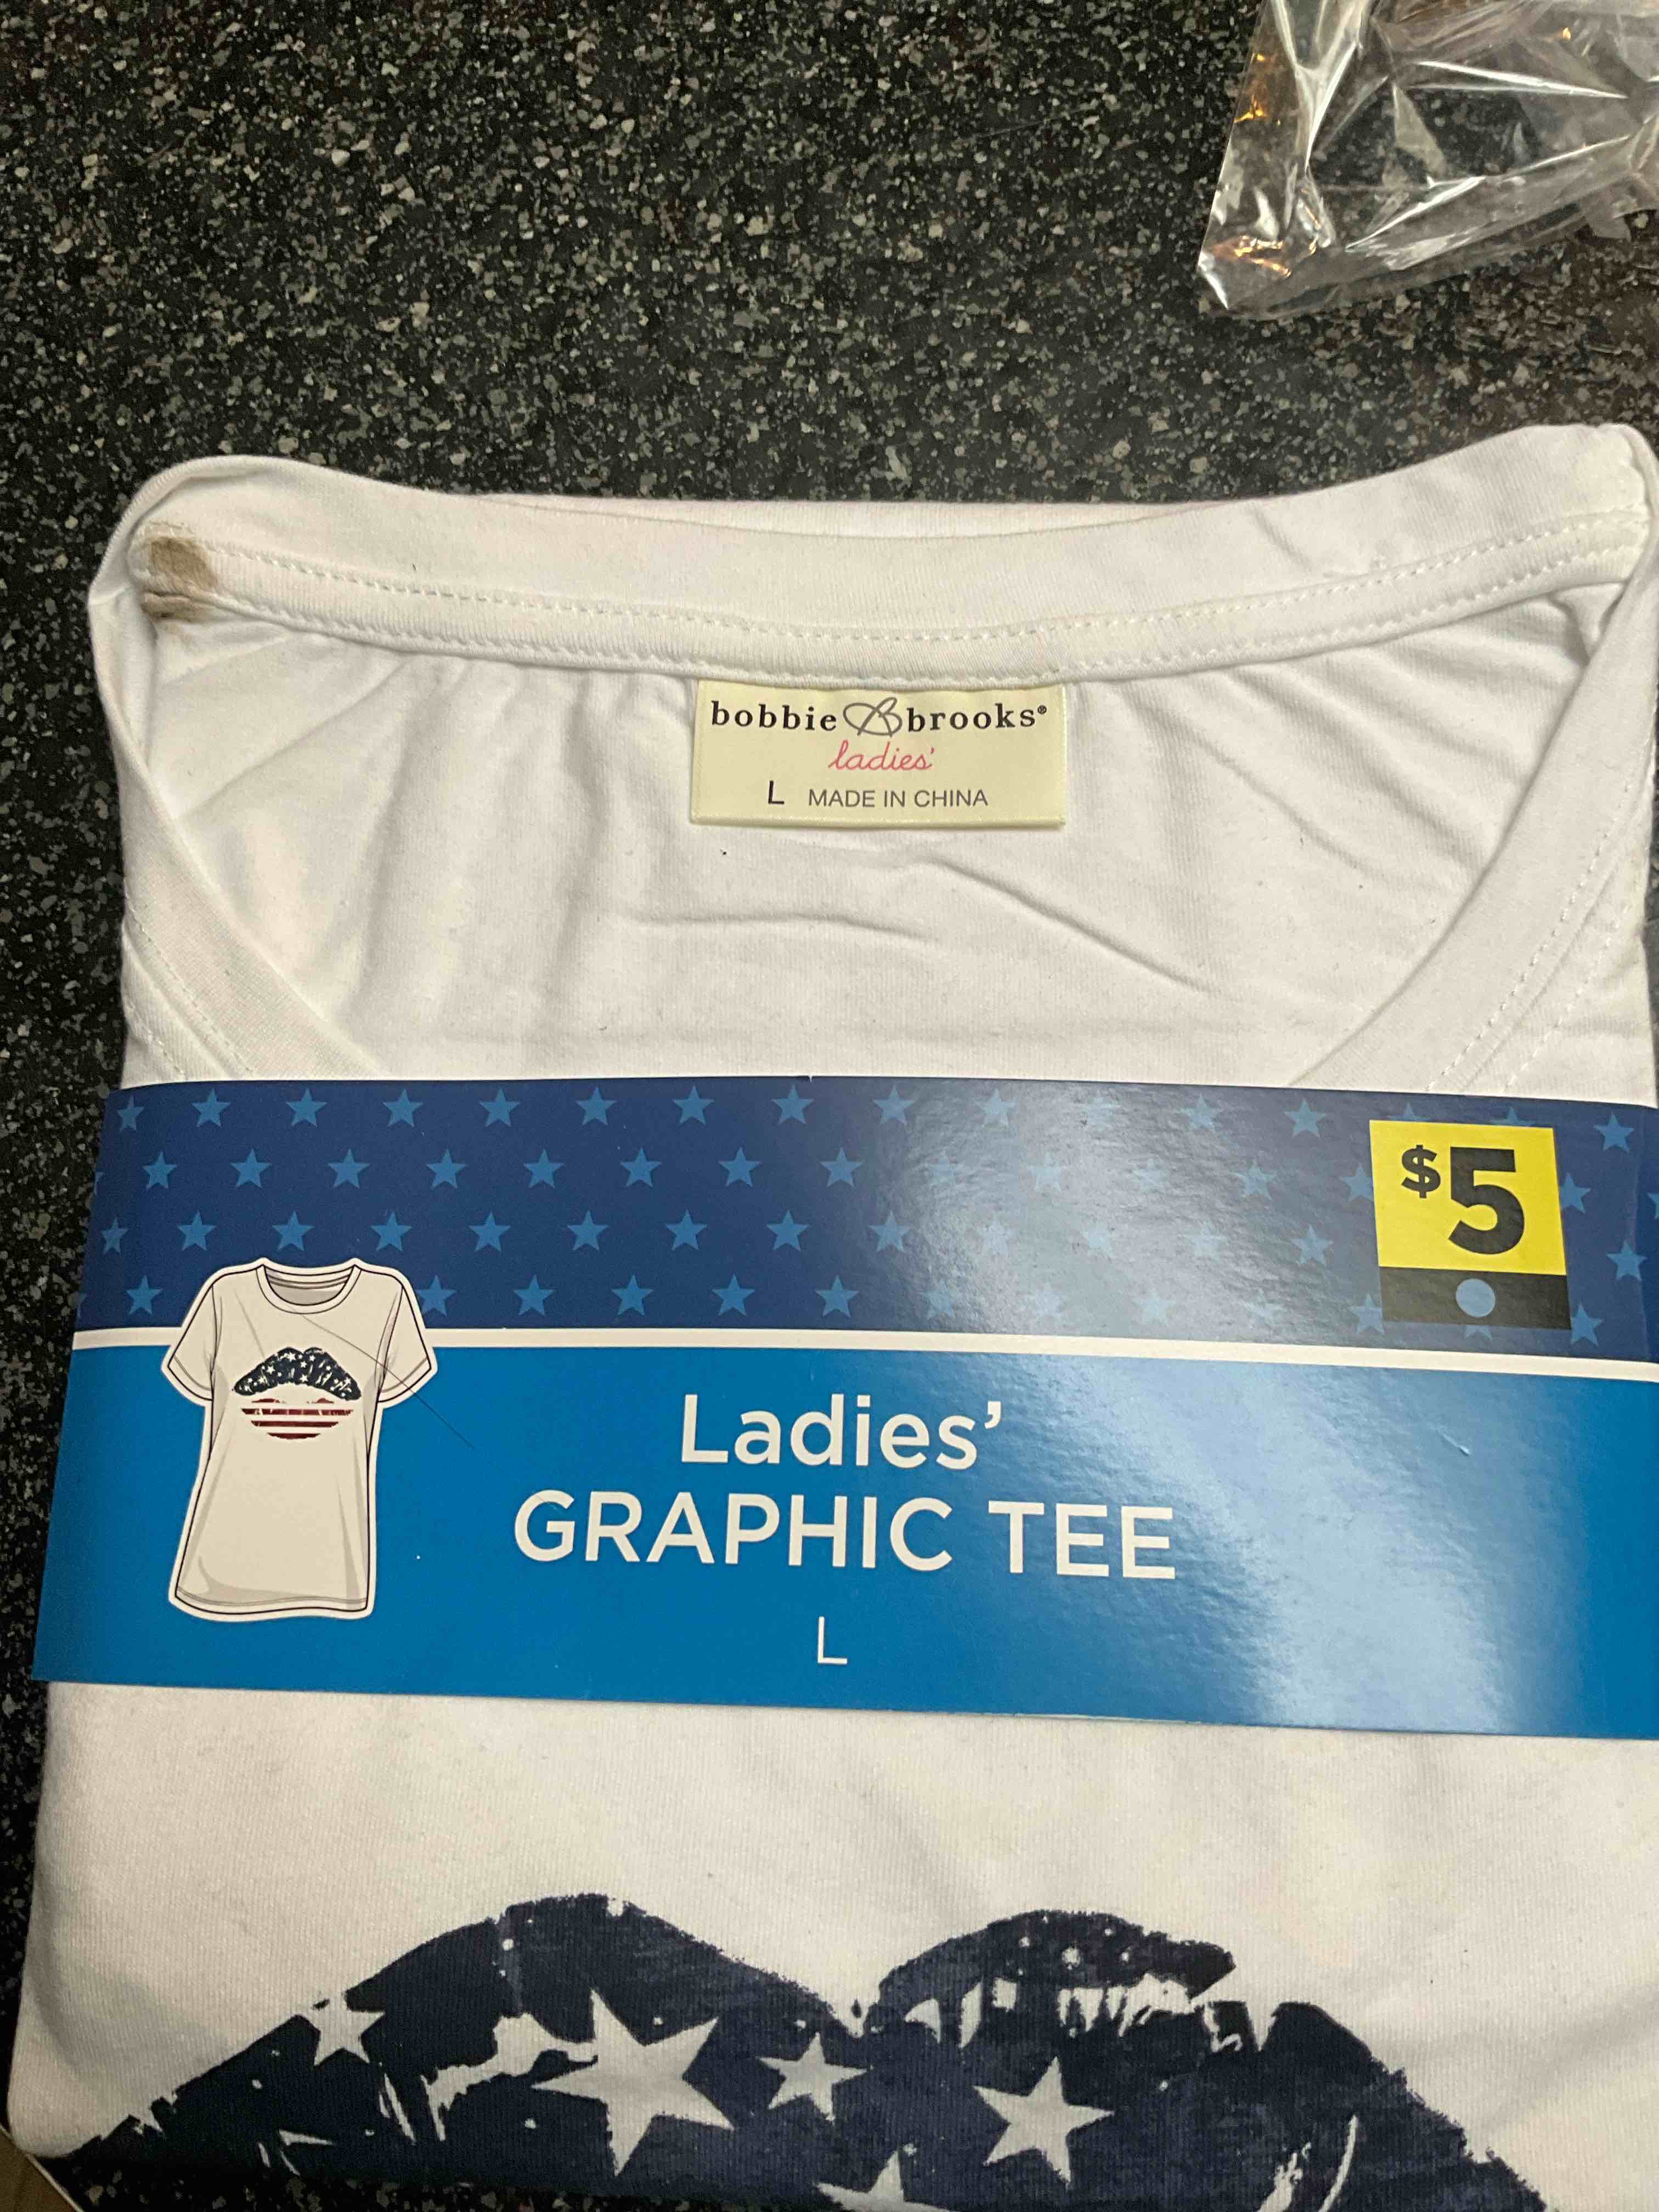 bobbie B brooks®
ladies'
L MADE IN CHINA
$5
Ladies'
GRAPHIC TEE
L